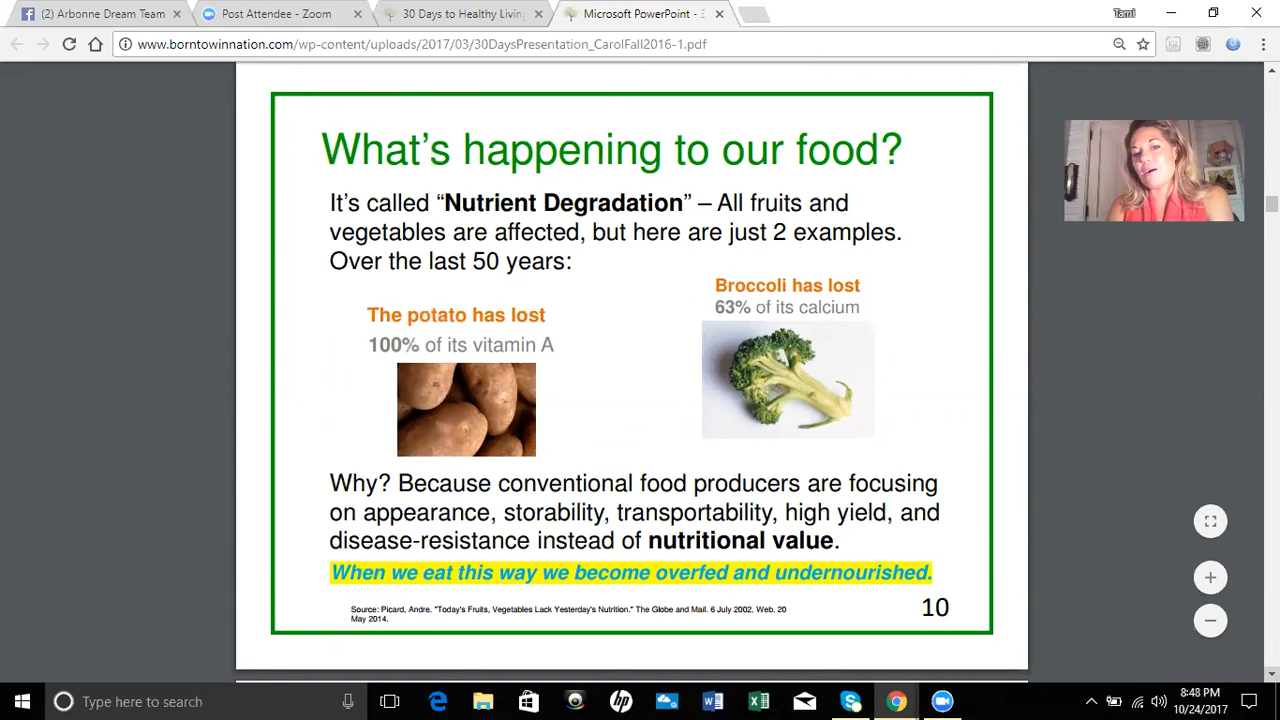 (2) Arbonne Dream Team
Post Attendee - Zoom
30 Days to Healthy Living
Microsoft PowerPoint - 3
Tami
www.borntowinnation.com/wp-content/uploads/2017/03/30DaysPresentation_CarolFall2016-1.pdf
What's happening to our food?
It's called “Nutrient Degradation” – All fruits and
vegetables are affected, but here are just 2 examples.
Over the last 50 years:
The potato has lost
100% of its vitamin A
Broccoli has lost
63% of its calcium
Why? Because conventional food producers are focusing
on appearance, storability, transportability, high yield, and
disease-resistance instead of nutritional value.
When we eat this way we become overfed and undernourished.
Source: Picard, Andre. "Today's Fruits, Vegetables Lack Yesterday's Nutrition." The Globe and Mail. 6 July 2002. Web. 20
May 2014.
10
Type here to search
8:48 PM
10/24/2017